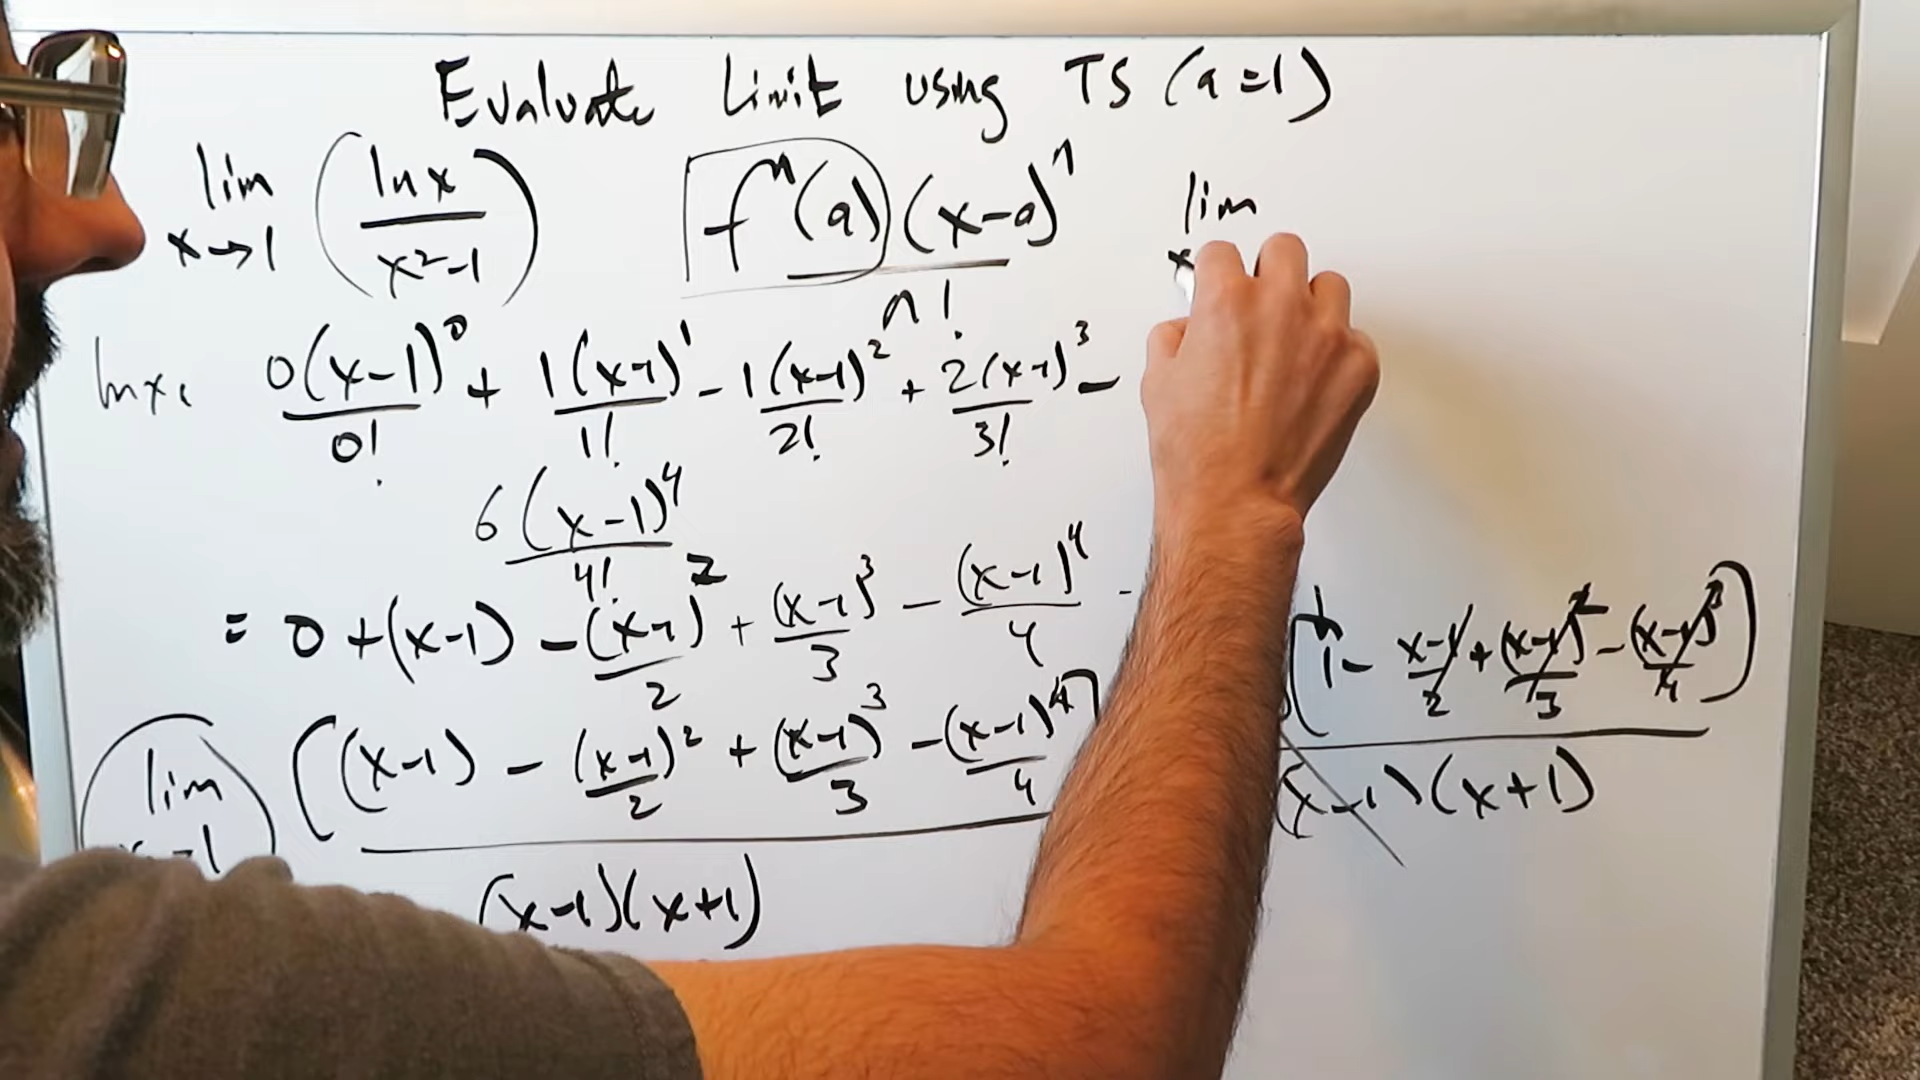 Evaluate Limit using TS (a=1)
lim x→1 (ln x / x²-1)
fⁿ(a)(x-a)ⁿ / n!
lim x
ln x: 0(x-1)⁰/0! + 1(x-1)¹/1! - 1(x-1)²/2! + 2(x-1)³/3! -
6(x-1)⁴/4!
= 0 + (x-1) - (x-1)²/2 + (x-1)³/3 - (x-1)⁴/4 -
lim →1 [(x-1) - (x-1)²/2 + (x-1)³/3 - (x-1)⁴/4] / (x-1)(x+1)
(1 - x-1/2 + (x-1)²/3 - (x-1)³/4) / (x-1)(x+1)